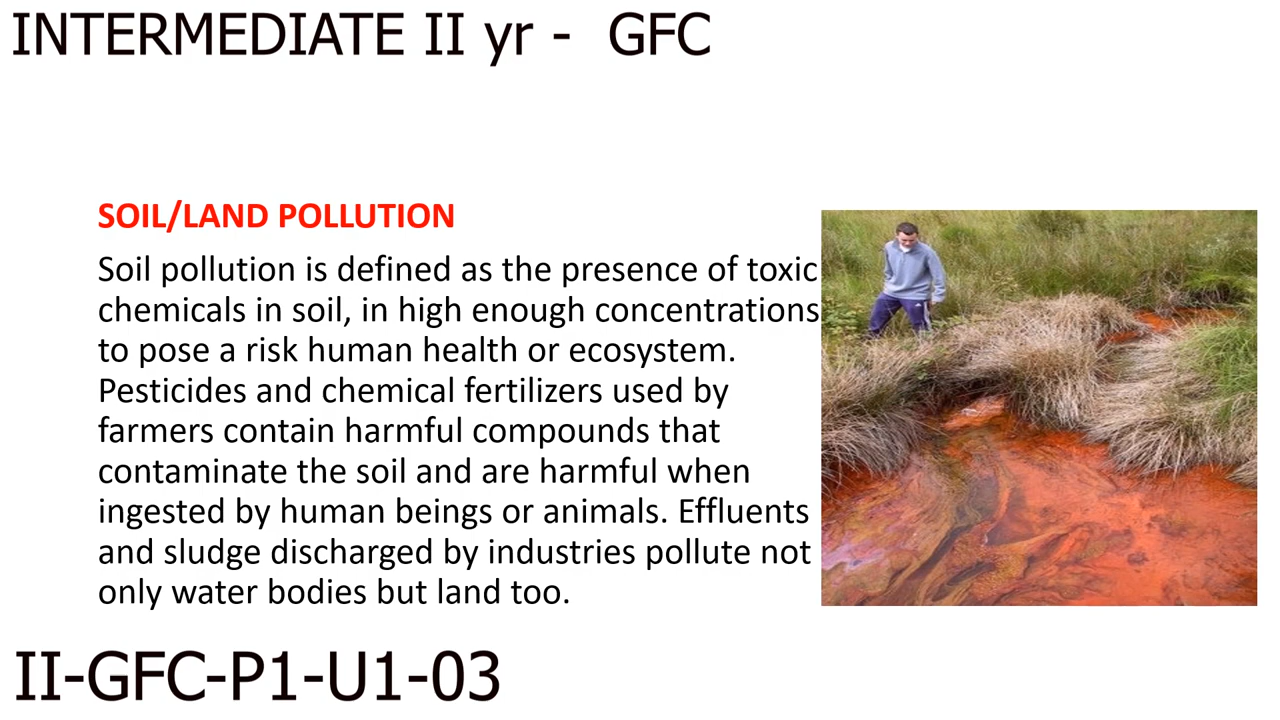 INTERMEDIATE II yr - GFC
SOIL/LAND POLLUTION
Soil pollution is defined as the presence of toxic
chemicals in soil, in high enough concentrations
to pose a risk human health or ecosystem.
Pesticides and chemical fertilizers used by
farmers contain harmful compounds that
contaminate the soil and are harmful when
ingested by human beings or animals. Effluents
and sludge discharged by industries pollute not
only water bodies but land too.
II-GFC-P1-U1-03